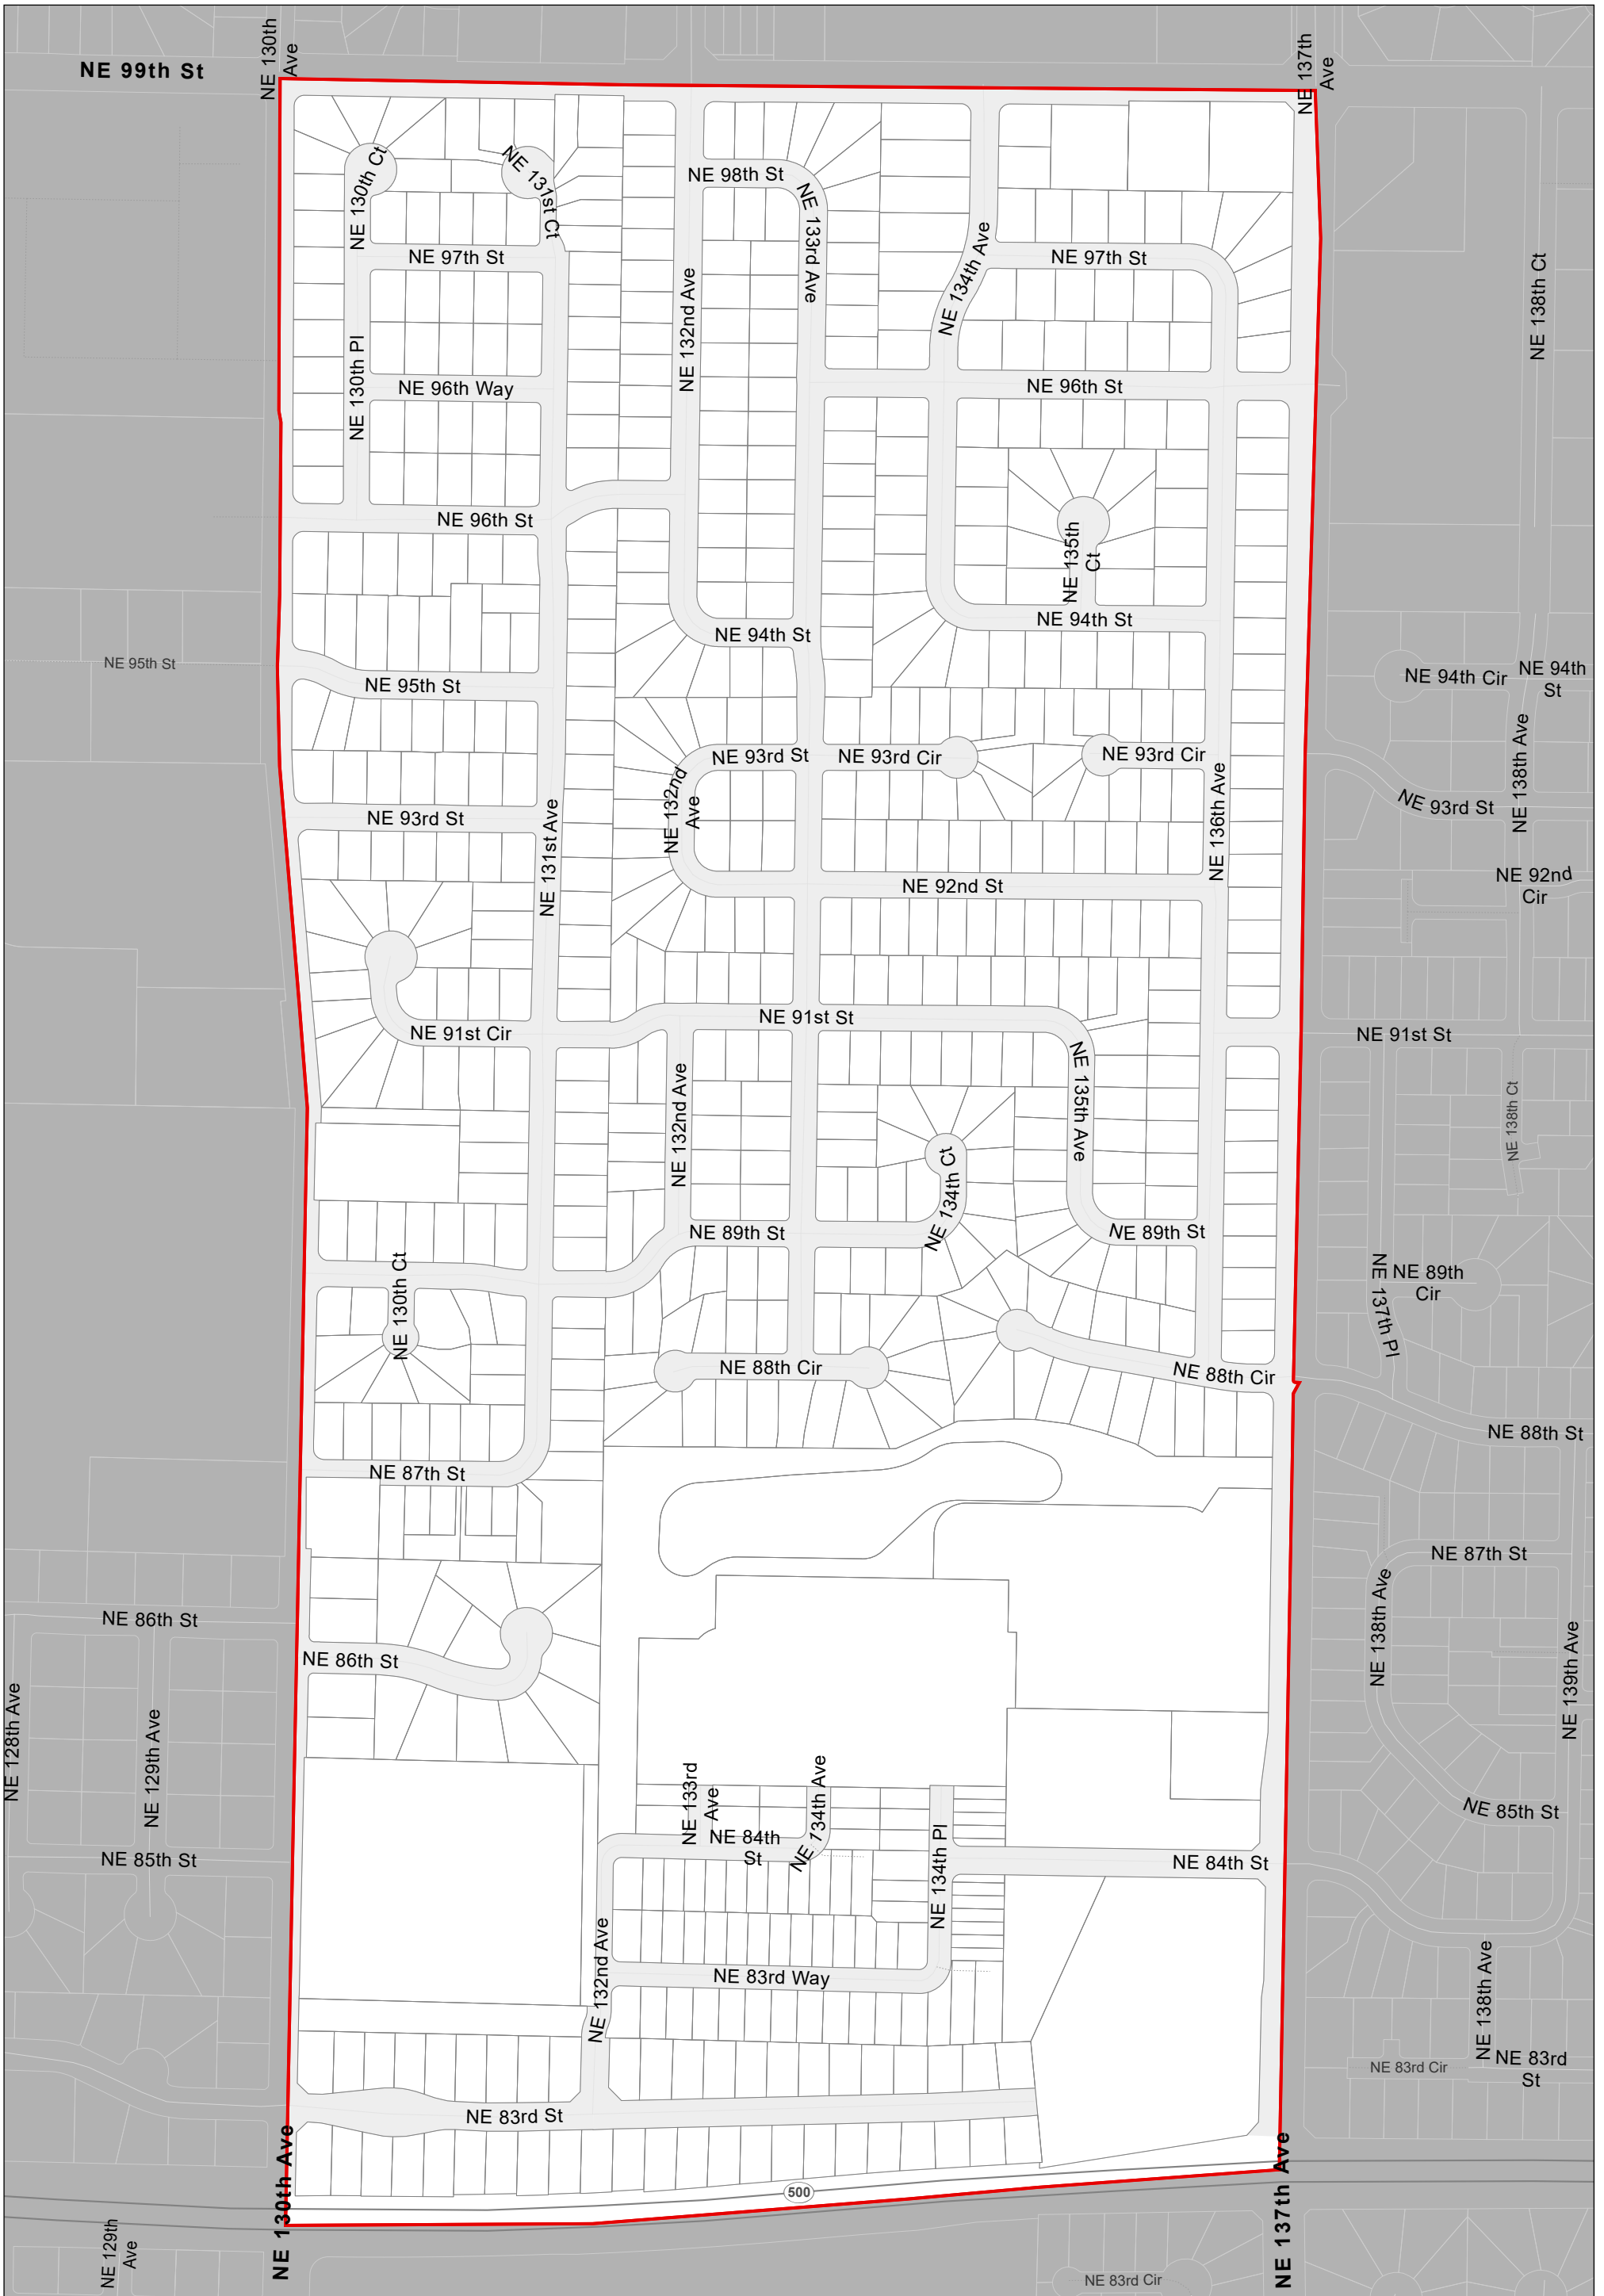 NE 130th
Ave
NE 137th
Ave
NE 99th St
NE 130th Ct
NE 131st Ct
NE 98th St
NE 133rd Ave
NE 134th Ave
NE 97th St
NE 97th St
NE 138th Ct
NE 132nd Ave
NE 130th Pl
NE 96th Way
NE 96th St
NE 96th St
NE 135th
Ct
NE 94th St
NE 94th St
NE 95th St
NE 95th St
NE 94th Cir
NE 94th
St
NE 138th Ave
NE 93rd St
NE 93rd Cir
NE 93rd Cir
NE 132nd
Ave
NE 136th Ave
NE 93rd St
NE 93rd St
NE 131st Ave
NE 92nd St
NE 92nd
Cir
NE 91st St
NE 91st Cir
NE 91st St
NE 132nd Ave
NE 135th Ave
NE 138th Ct
NE 134th Ct
NE 89th St
NE 89th St
NE 130th Ct
NE 137th Pl
NE 89th
Cir
NE 88th Cir
NE 88th Cir
NE 88th St
NE 87th St
NE 87th St
NE 86th St
NE 86th St
NE 138th Ave
NE 139th Ave
NE 128th Ave
NE 129th Ave
NE 133rd
Ave
NE 134th Ave
NE 84th
St
NE 134th Pl
NE 85th St
NE 85th St
NE 84th St
NE 132nd Ave
NE 83rd Way
NE 138th Ave
NE 83rd Cir
NE 83rd
St
NE 83rd St
NE 130th Ave
NE 137th Ave
500
NE 129th
Ave
NE 83rd Cir